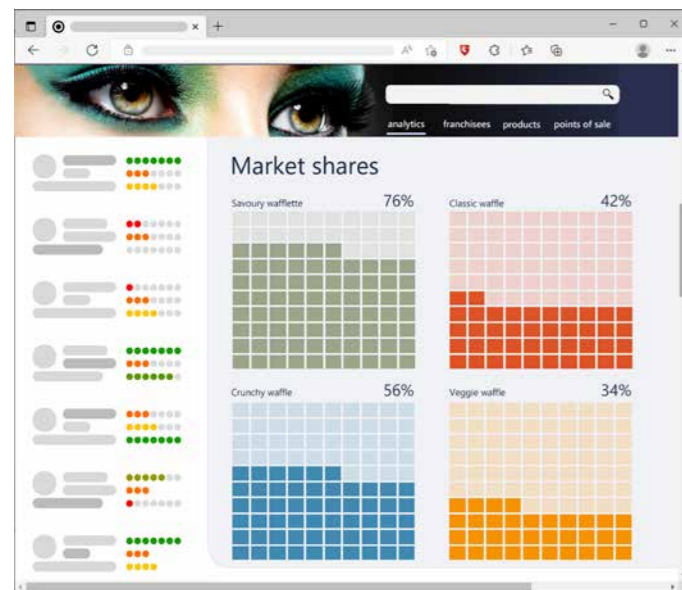 analytics franchisees products points of sale
Market shares
Savoury wafflette 76%
Classic waffle 42%
Crunchy waffle 56%
Veggie waffle 34%